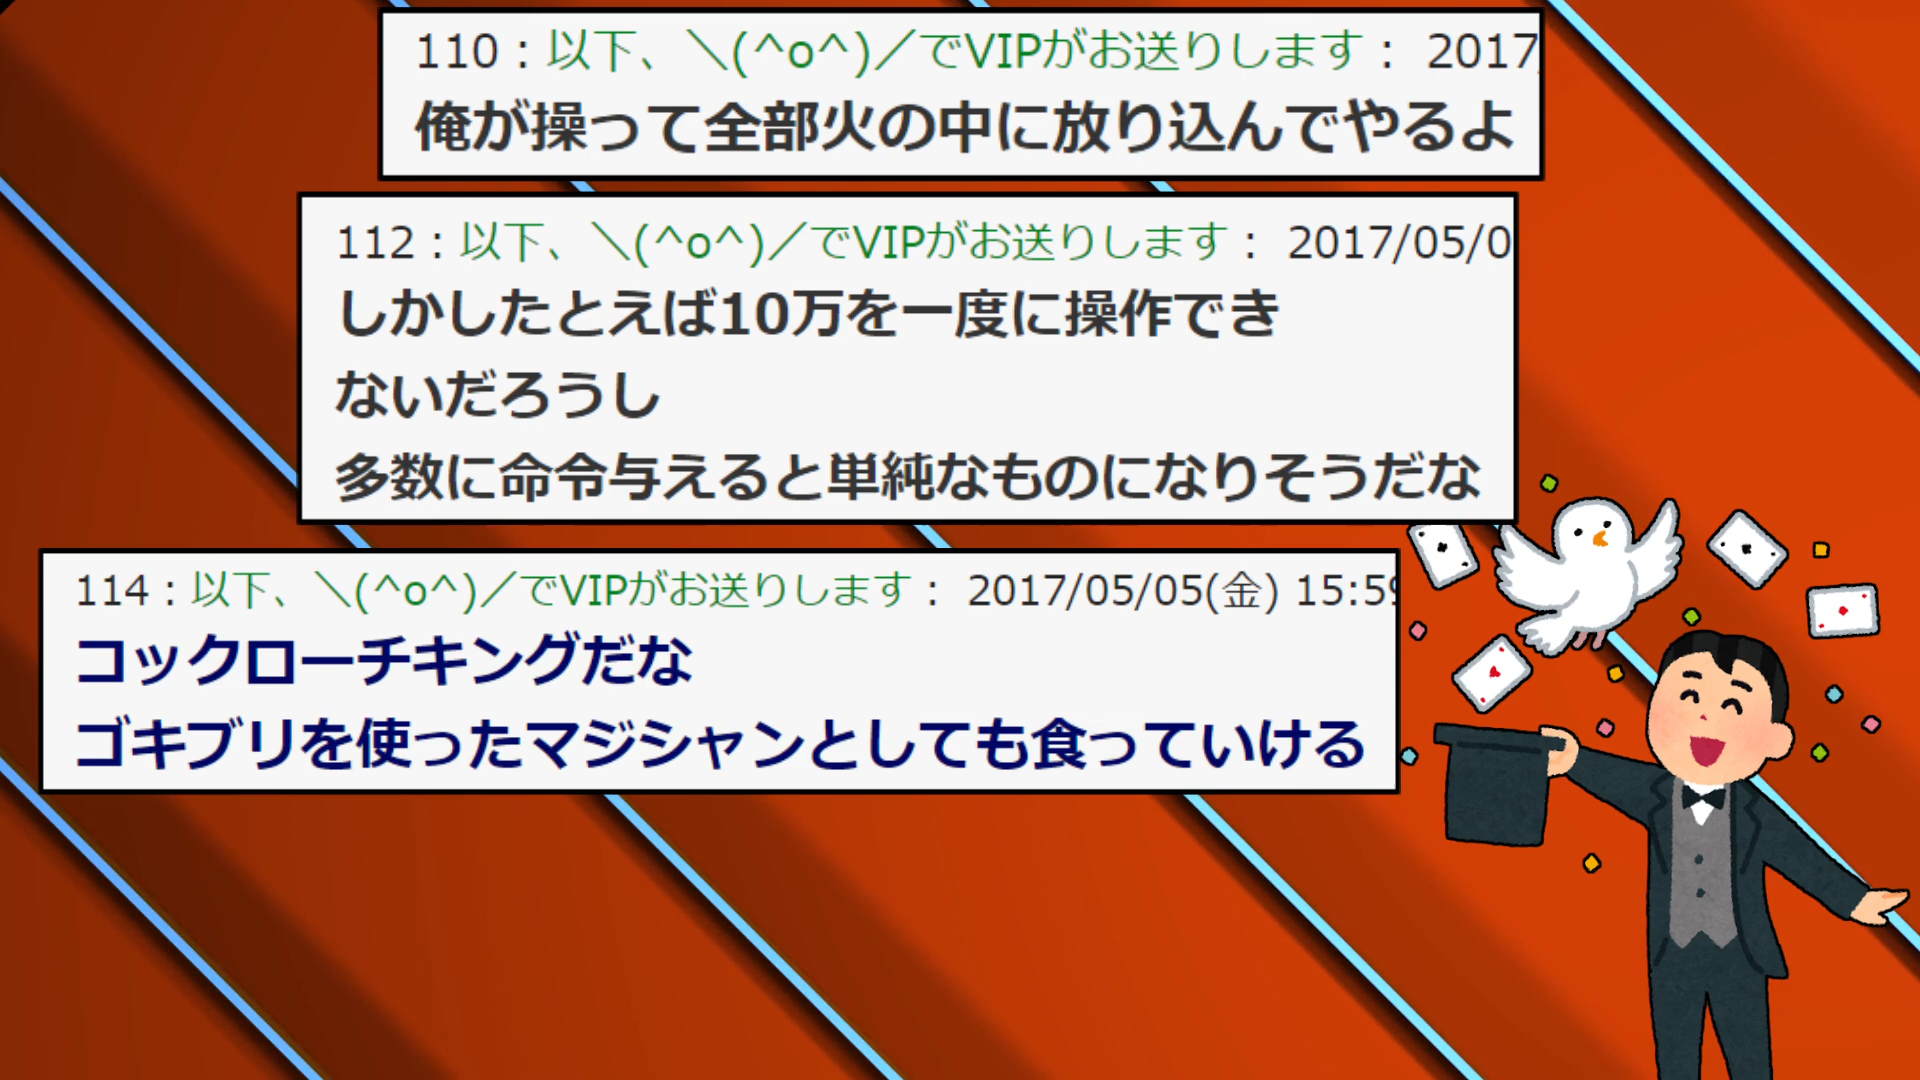 110：以下、＼(^o^)／でVIPがお送りします： 2017/
俺が操って全部火の中に放り込んでやるよ
112：以下、＼(^o^)／でVIPがお送りします： 2017/05/0
しかしたとえば10万を一度に操作でき
ないだろうし
多数に命令与えると単純なものになりそうだな
114：以下、＼(^o^)／でVIPがお送りします： 2017/05/05(金) 15:59
コックローチキングだな
ゴキブリを使ったマジシャンとしても食っていける